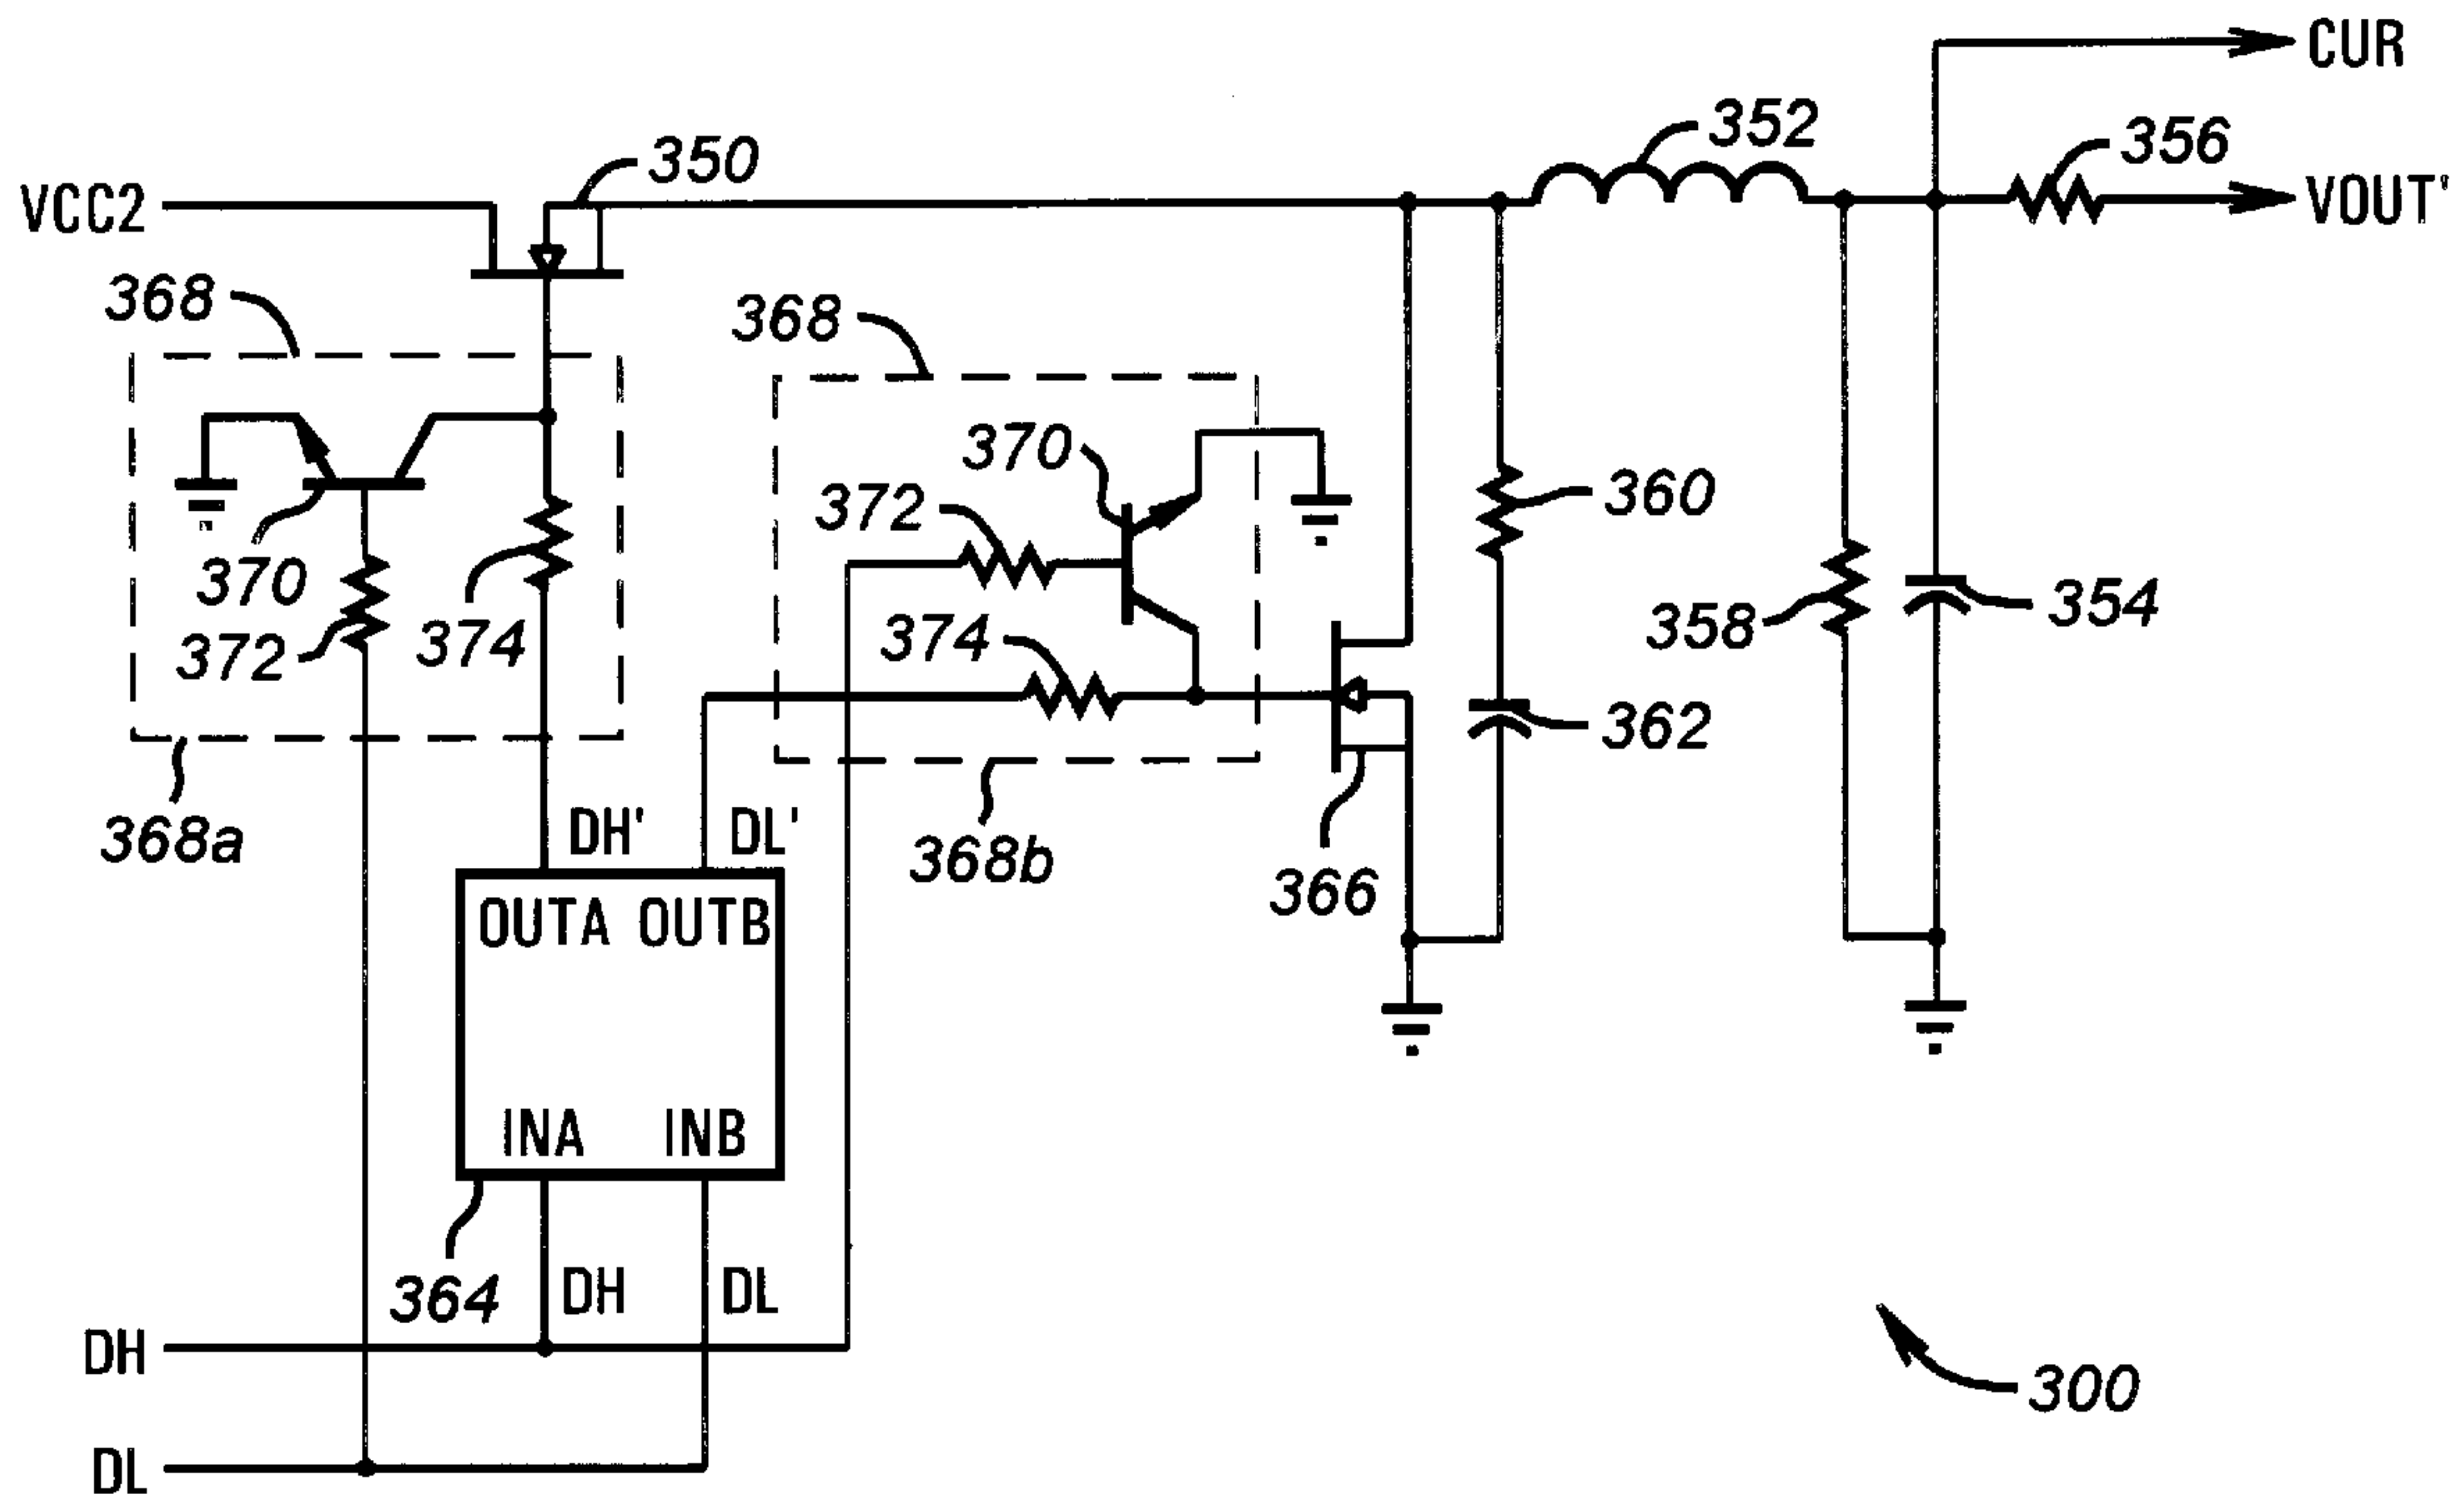 CUR
352
356
350
VCC2
VOUT'
368
368
370
372
360
370
374
358
354
372
374
362
DH'
DL'
368a
368b
366
OUTA OUTB
INA INB
364
DH
DL
DH
300
DL